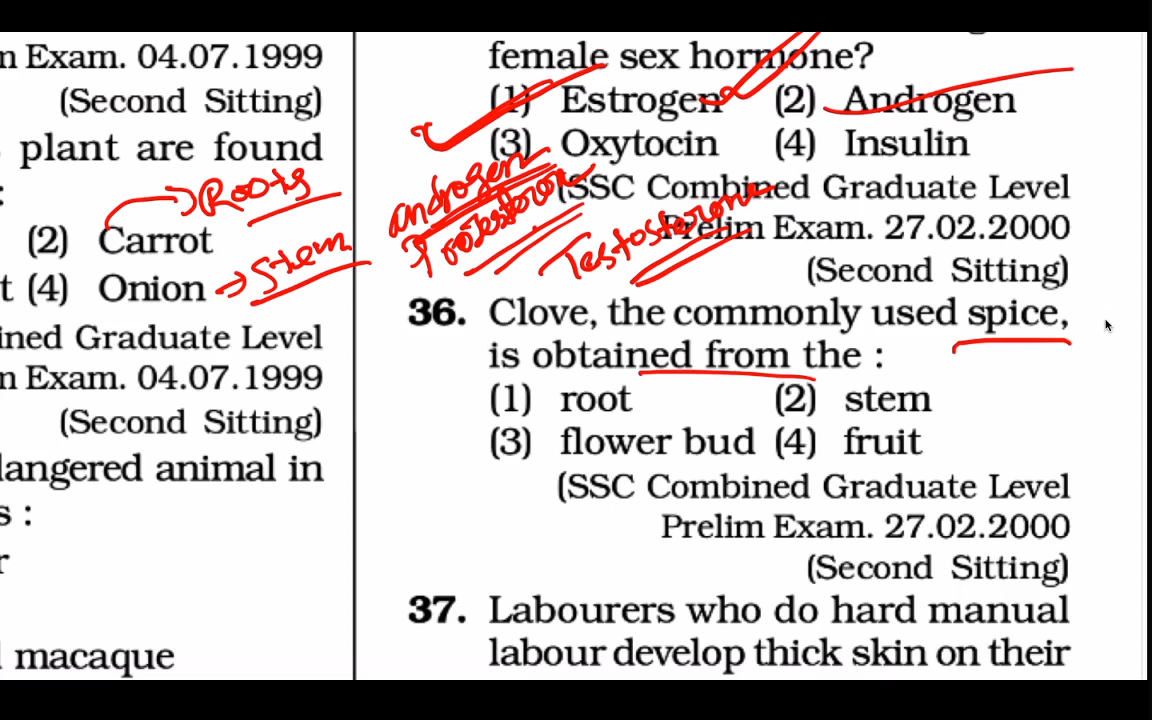 n Exam. 04.07.1999
(Second Sitting)
plant are found
:
Roots
(2) Carrot
Stem
t (4) Onion
ined Graduate Level
n Exam. 04.07.1999
(Second Sitting)
langered animal in
s :
r
l macaque
female sex hormone?
(1) Estrogen (2) Androgen
(3) Oxytocin (4) Insulin
androgen
Projesteron
Testosterone
(SSC Combined Graduate Level
Prelim Exam. 27.02.2000
(Second Sitting)
36. Clove, the commonly used spice,
is obtained from the :
(1) root (2) stem
(3) flower bud (4) fruit
(SSC Combined Graduate Level
Prelim Exam. 27.02.2000
(Second Sitting)
37. Labourers who do hard manual
labour develop thick skin on their